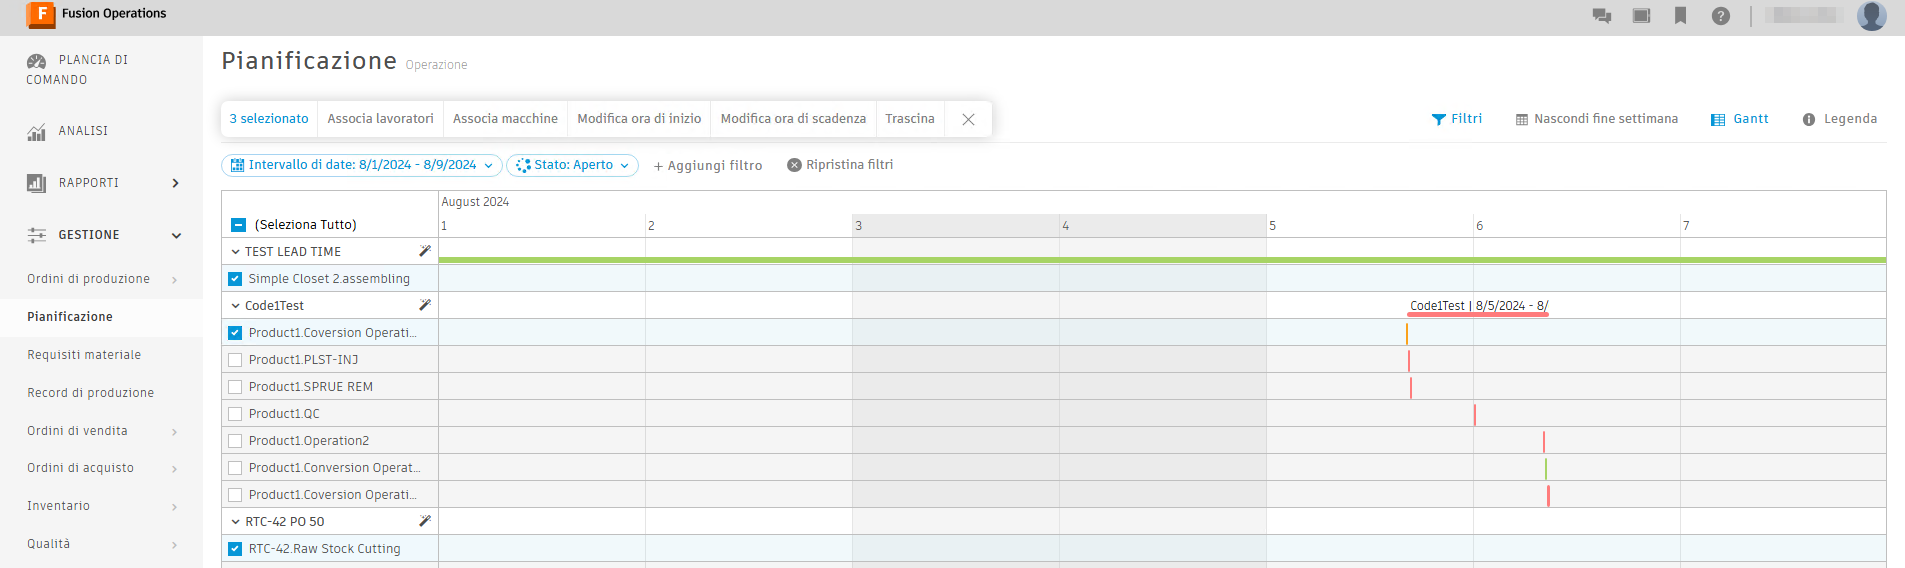 F Fusion Operations
?
PLANCIA DI
COMANDO
ANALISI
RAPPORTI
GESTIONE
Ordini di produzione
Pianificazione
Requisiti materiale
Record di produzione
Ordini di vendita
Ordini di acquisto
Inventario
Qualità
Pianificazione Operazione
3 selezionato Associa lavoratori Associa macchine Modifica ora di inizio Modifica ora di scadenza Trascina
Filtri Nascondi fine settimana Gantt Legenda
Intervallo di date: 8/1/2024 - 8/9/2024 Stato: Aperto + Aggiungi filtro Ripristina filtri
August 2024
(Seleziona Tutto) 1 2 3 4 5 6 7
TEST LEAD TIME
Simple Closet 2.assembling
Code1Test Code1Test | 8/5/2024 - 8/
Product1.Coversion Operati...
Product1.PLST-INJ
Product1.SPRUE REM
Product1.QC
Product1.Operation2
Product1.Conversion Operat...
Product1.Coversion Operati...
RTC-42 PO 50
RTC-42.Raw Stock Cutting